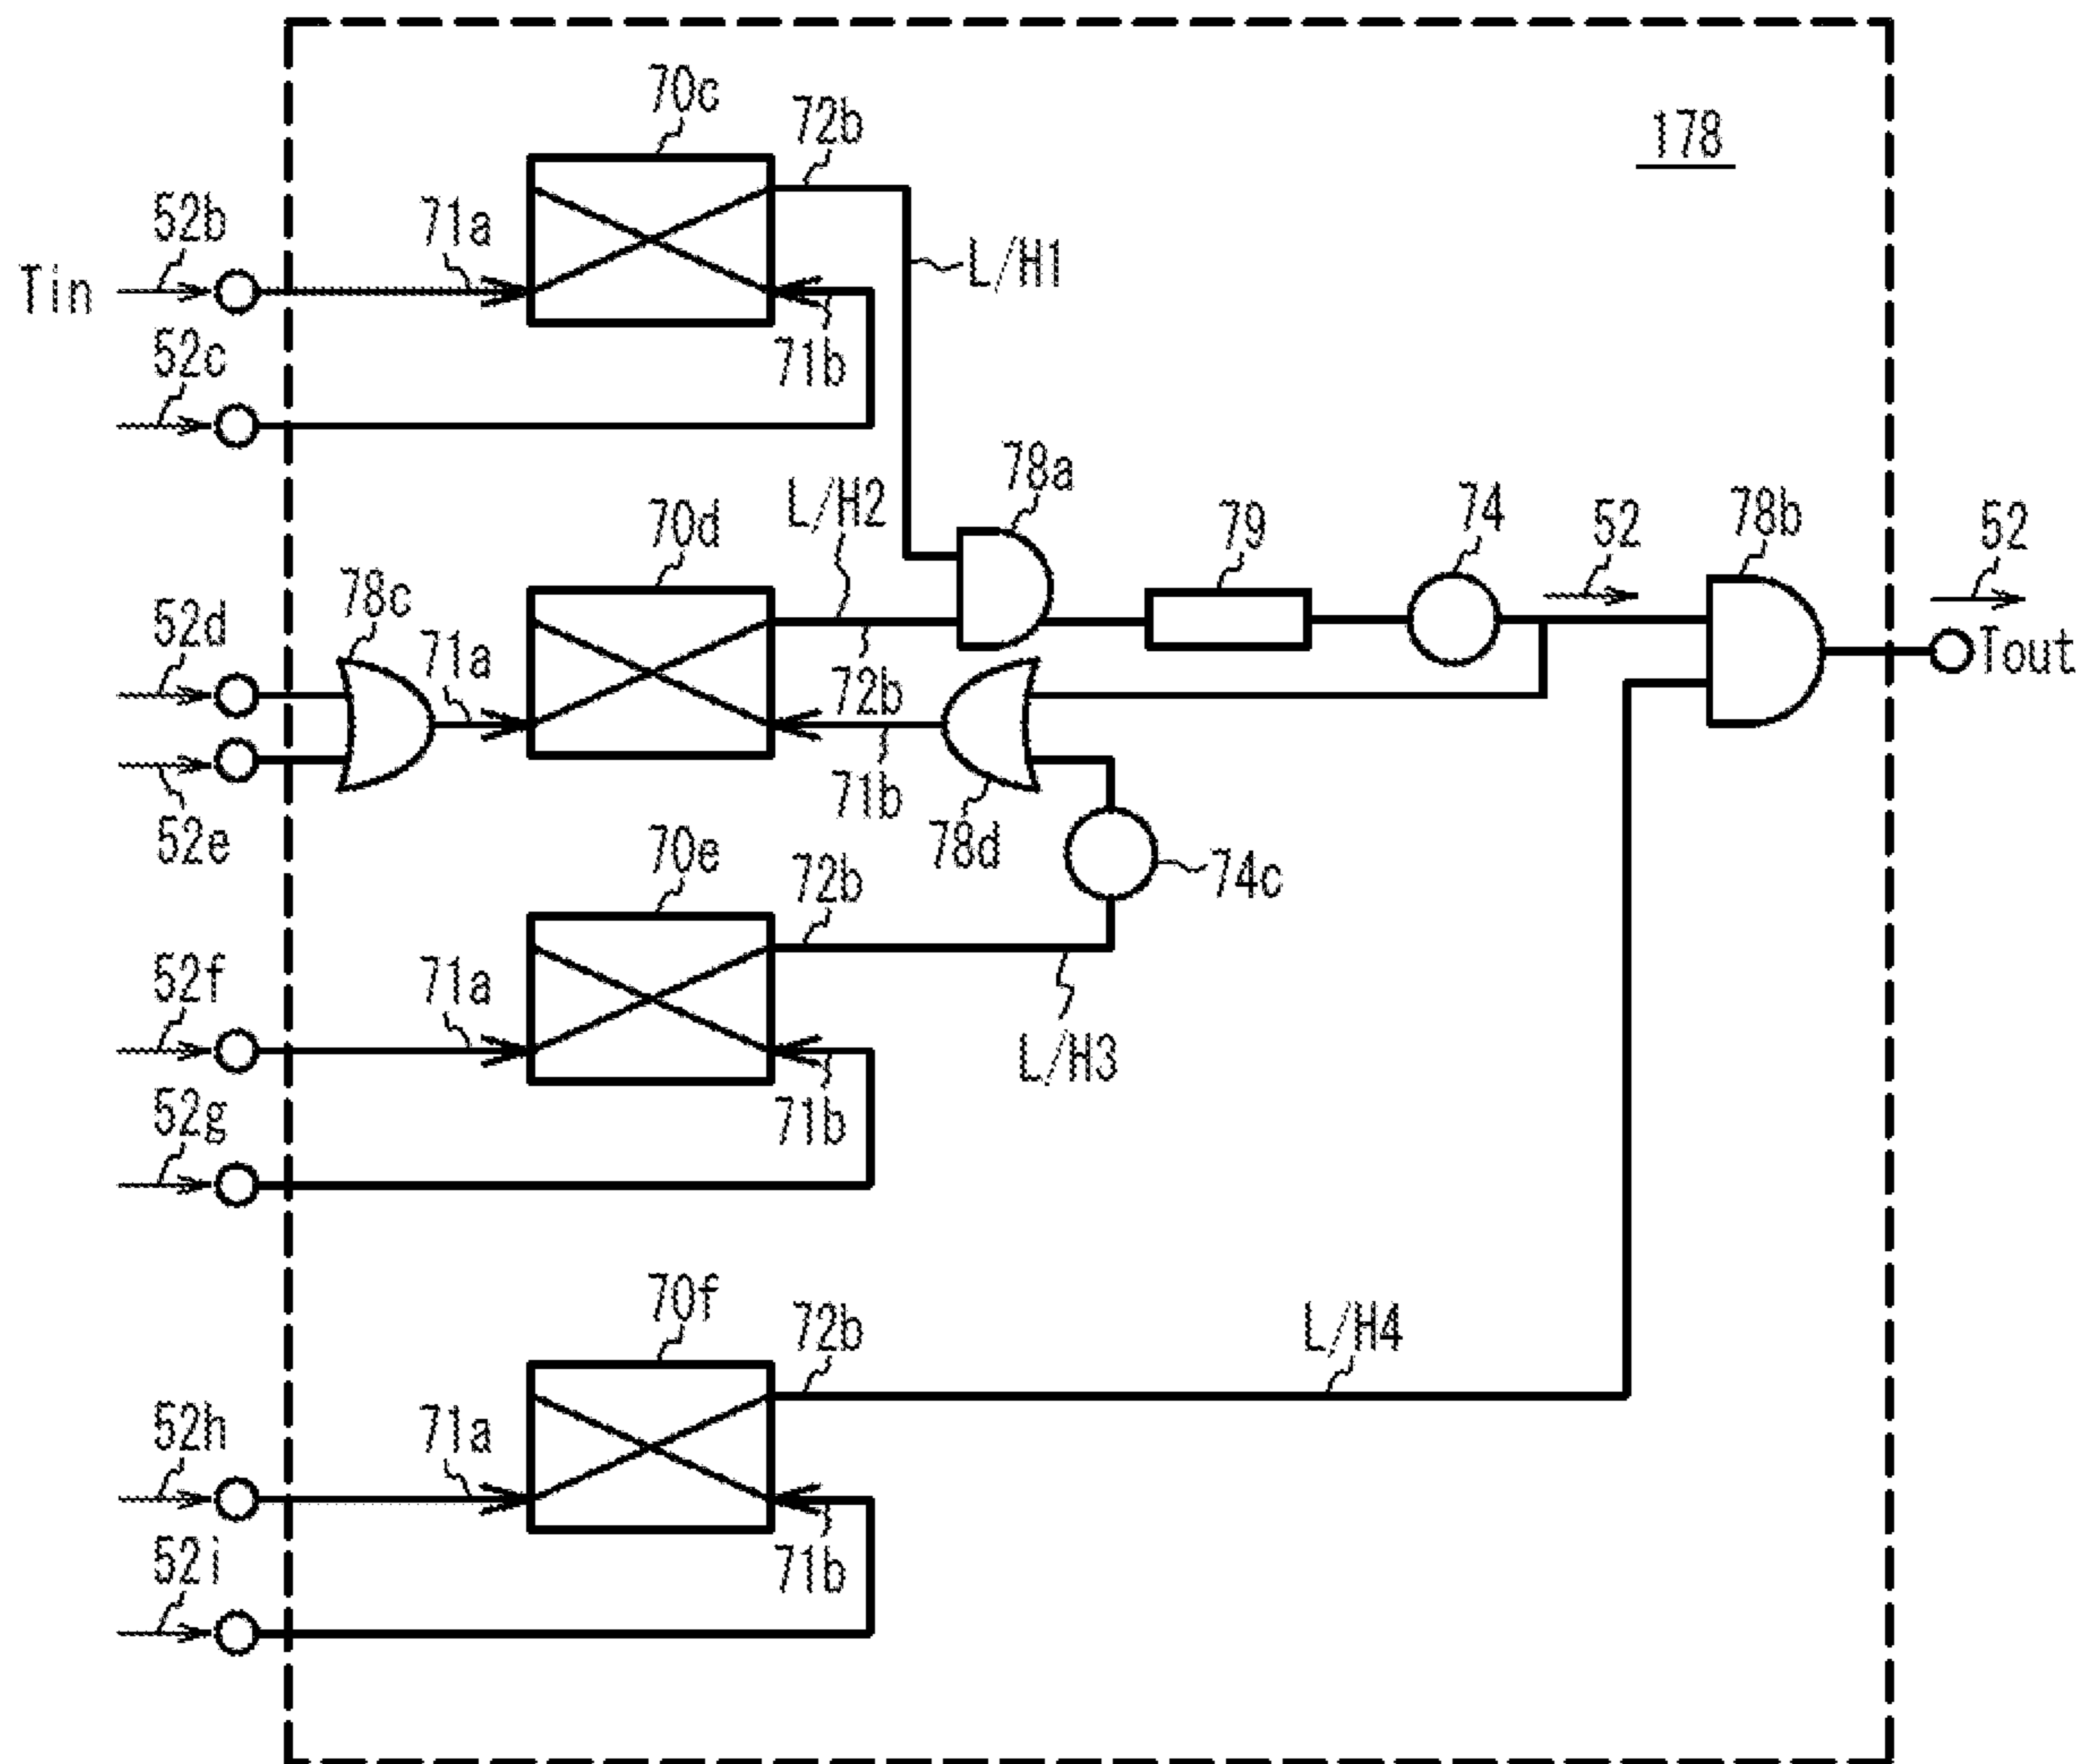 70c
72b
178
52b
71a
Tin
L/H1
52c
71b
78a
L/H2
70d
79
74
52
78b
52
78c
52d
71a
72b
Tout
71b
52e
78d
70e
72b
74c
52f
71a
L/H3
52g
71b
70f
72b
L/H4
52h
71a
52i
71b